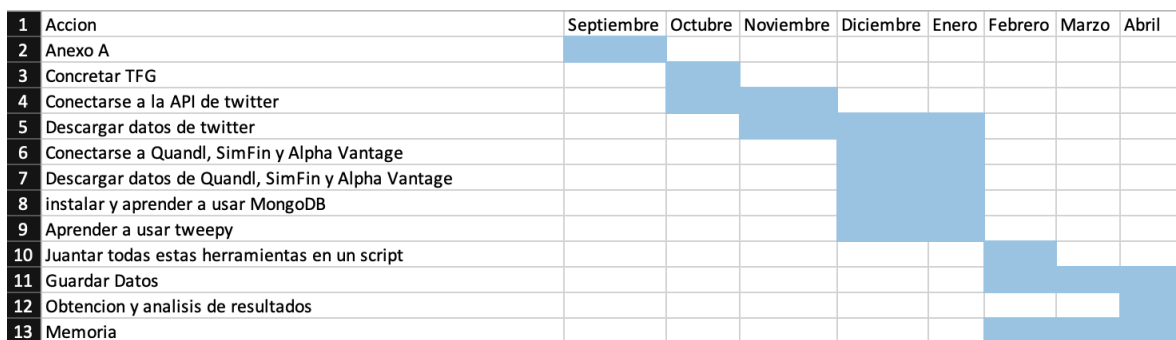 1 Accion Septiembre Octubre Noviembre Diciembre Enero Febrero Marzo Abril
2 Anexo A
3 Concretar TFG
4 Conectarse a la API de twitter
5 Descargar datos de twitter
6 Conectarse a Quandl, SimFin y Alpha Vantage
7 Descargar datos de Quandl, SimFin y Alpha Vantage
8 instalar y aprender a usar MongoDB
9 Aprender a usar tweepy
10 Juantar todas estas herramientas en un script
11 Guardar Datos
12 Obtencion y analisis de resultados
13 Memoria